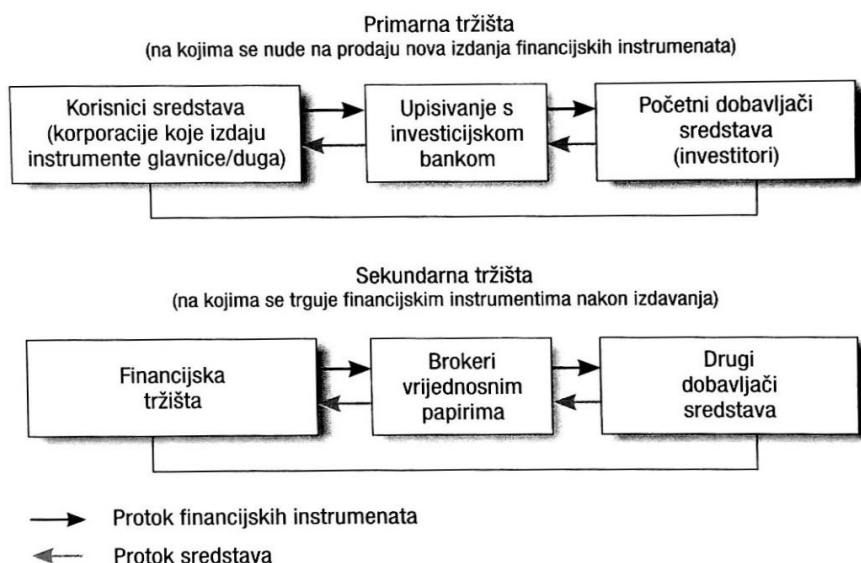 Primarna tržišta
(na kojima se nude na prodaju nova izdanja financijskih instrumenata)
Korisnici sredstava
(korporacije koje izdaju
instrumente glavnice/duga)
Upisivanje s
investicijskom
bankom
Početni dobavljači
sredstava
(investitori)
Sekundarna tržišta
(na kojima se trguje financijskim instrumentima nakon izdavanja)
Financijska
tržišta
Brokeri
vrijednosnim
papirima
Drugi
dobavljači
sredstava
Protok financijskih instrumenata
Protok sredstava